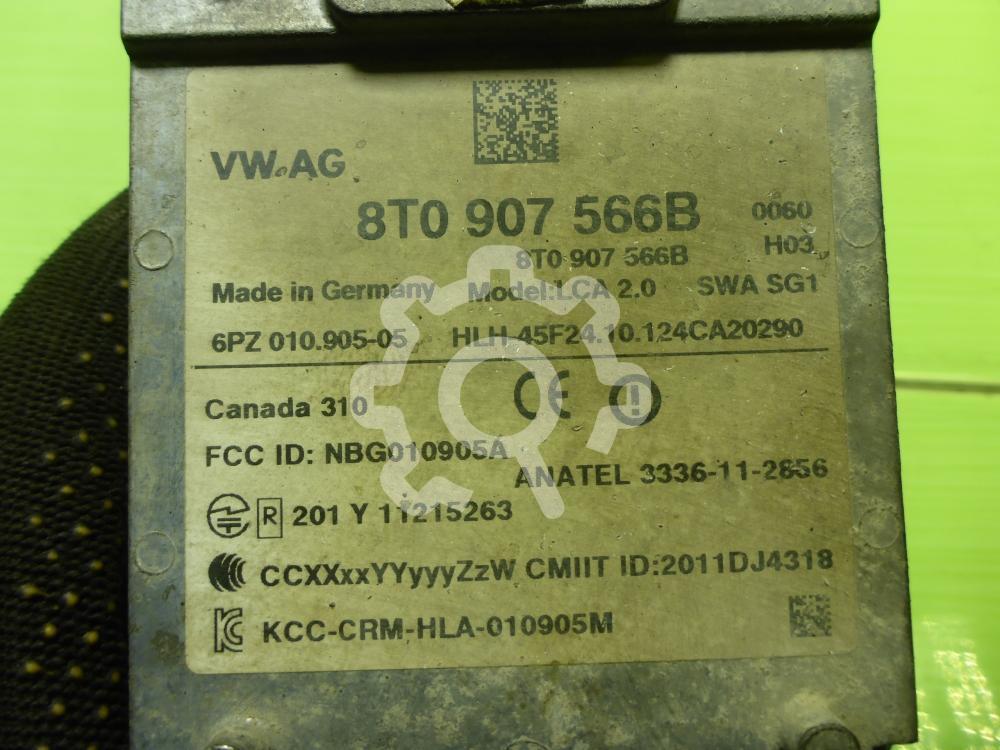 VW AG
8T0 907 566B 0060
8T0 907 566B H03
Made in Germany Model:LCA 2.0 SWA SG1
6PZ 010.905-05 HLH 45F24.10.124CA20290
Canada 310 CE
FCC ID: NBG010905A
ANATEL 3336-11-2856
R 201 Y 11215263
CCXXxxYYyyyZzW CMIIT ID:2011DJ4318
KCC-CRM-HLA-010905M